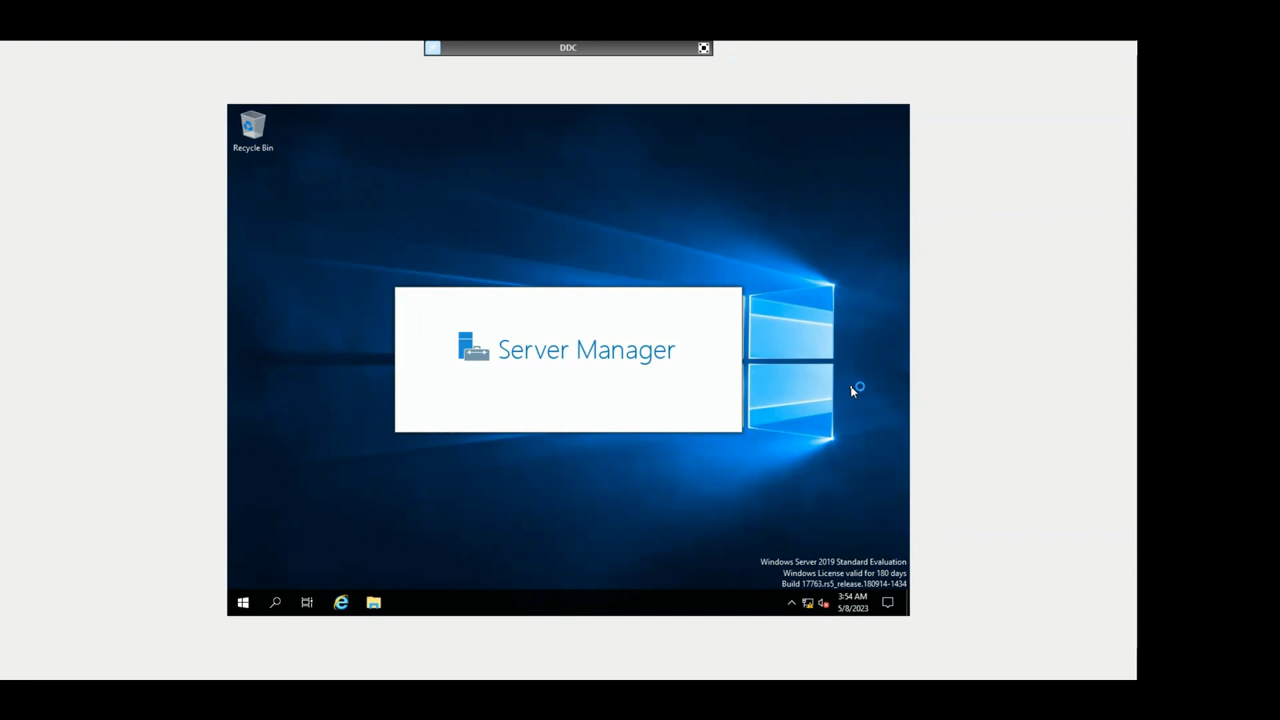 DDC
Recycle Bin
Server Manager
Windows Server 2019 Standard Evaluation
Windows License valid for 180 days
Build 17763.rs5_release.180914-1434
3:54 AM
5/8/2023